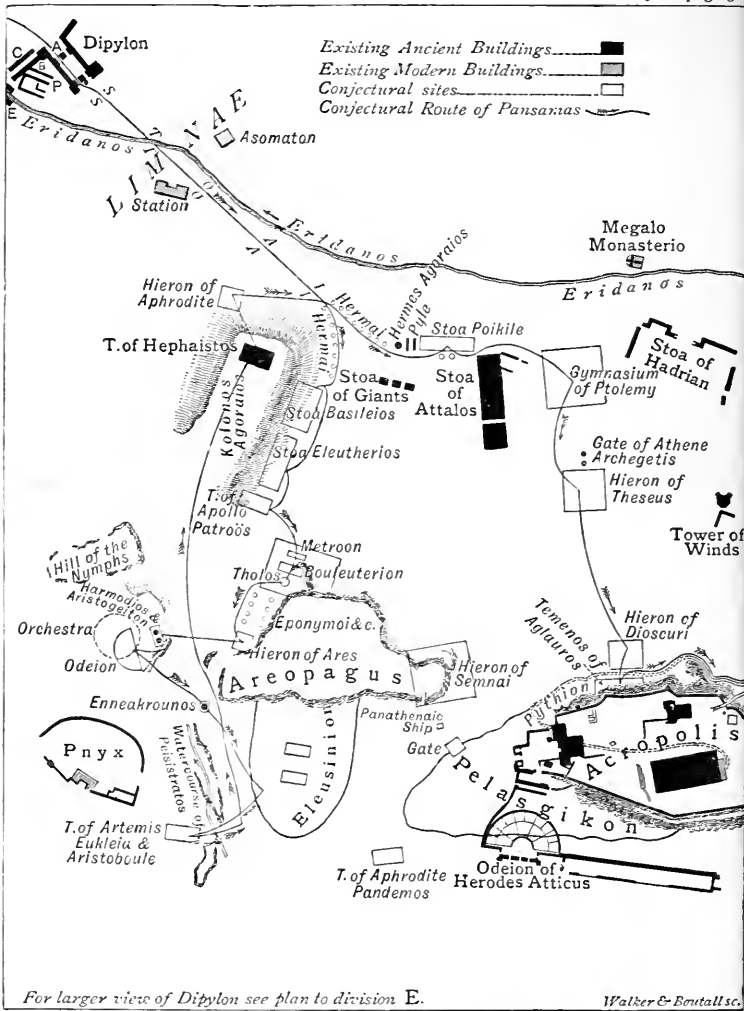 Dipylon
A
C
B
P
E
Existing Ancient Buildings
Existing Modern Buildings
Conjectural sites
Conjectural Route of Pausanias
Eridanos
LIMNAE
Asomaton
Station
STOAI
Eridanos
Megalo
Monasterio
Eridanos
Hieron of
Aphrodite
Hermai
Hermai
Hermes Agoraios
Pyle
Stoa Poikile
T. of Hephaistos
Stoa
of Giants
Stoa
of
Attalos
Gymnasium
of Ptolemy
Stoa of
Hadrian
Kolonos
Agoraios
Stoa Basileios
Stoa Eleutherios
Gate of Athene
Archegetis
Hieron of
Theseus
T. of
Apollo
Patroös
Tower of
Winds
Hill of the
Nymphs
Metroon
Tholos
Bouleuterion
Harmodios &
Aristogeiton
Orchestra
Odeion
Eponymoi &c.
Hieron of Ares
Areopagus
Hieron of
Semnai
Temenos of
Aglauros
Hieron of
Dioscuri
Pythion
Enneakrounos
Panathenaic
Ship
Gate
Acropolis
Pnyx
Watercourse of
Peisistratos
Eleusinion
Pelasgikon
T. of Artemis
Eukleia &
Aristoboule
T. of Aphrodite
Pandemos
Odeion of
Herodes Atticus
For larger view of Dipylon see plan to division E.
Walker & Boutall sc.